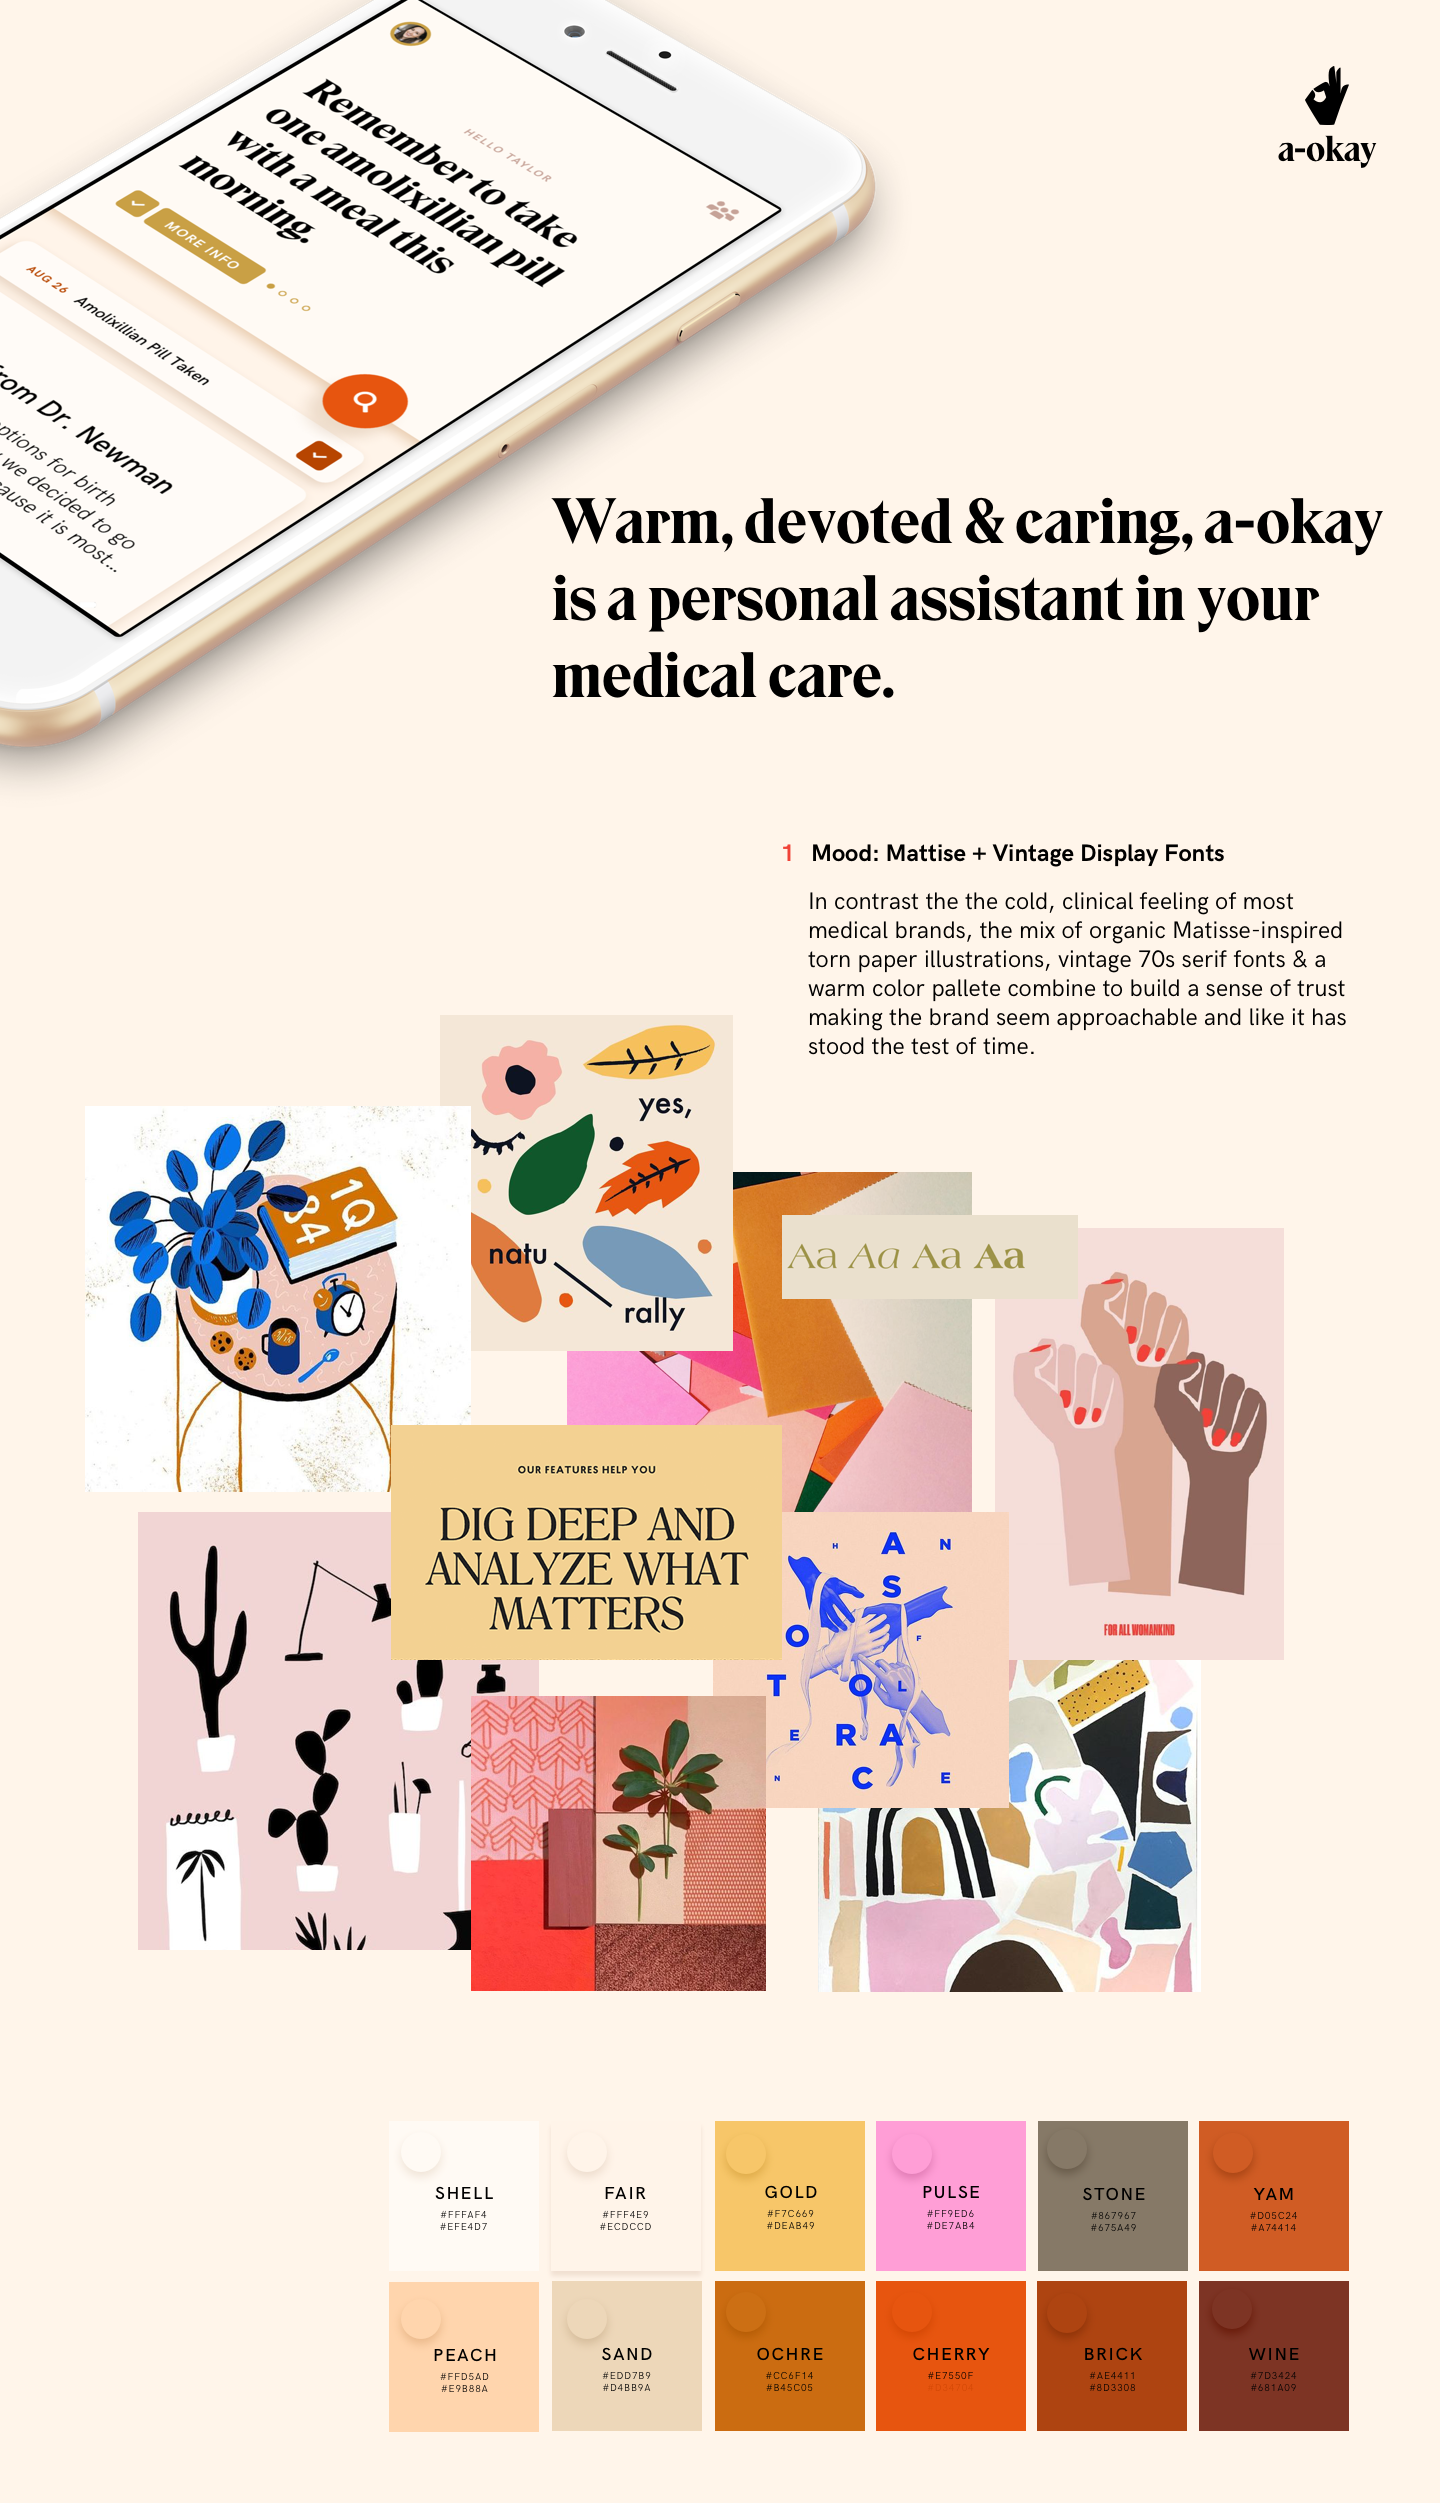 a-okay
HELLO TAYLOR
Remember to take
one amolixillian pill
with a meal this
morning.
MORE INFO
AUG 26 Amolixillian Pill Taken
from Dr. Newman
options for birth
we decided to go
it is most...
Warm, devoted & caring, a-okay
is a personal assistant in your
medical care.
1 Mood: Mattise + Vintage Display Fonts
In contrast the the cold, clinical feeling of most
medical brands, the mix of organic Matisse-inspired
torn paper illustrations, vintage 70s serif fonts & a
warm color pallete combine to build a sense of trust
making the brand seem approachable and like it has
stood the test of time.
yes,
natu
rally
1Q
84
Aa Aa Aa Aa
OUR FEATURES HELP YOU
DIG DEEP AND
ANALYZE WHAT
MATTERS
H A N
S
O F
T O L
E R A
N C E
FOR ALL WOMANKIND
SHELL
#FFFAF4
#EFE4D7
FAIR
#FFF4E9
#ECDCCD
GOLD
#F7C669
#DEAB49
PULSE
#FF9ED6
#DE7AB4
STONE
#867967
#675A49
YAM
#D05C24
#A74414
PEACH
#FFD5AD
#E9B88A
SAND
#EDD7B9
#D4BB9A
OCHRE
#CC6F14
#B45C05
CHERRY
#E7550F
BRICK
#AE4411
#8D3308
WINE
#7D3424
#681A09